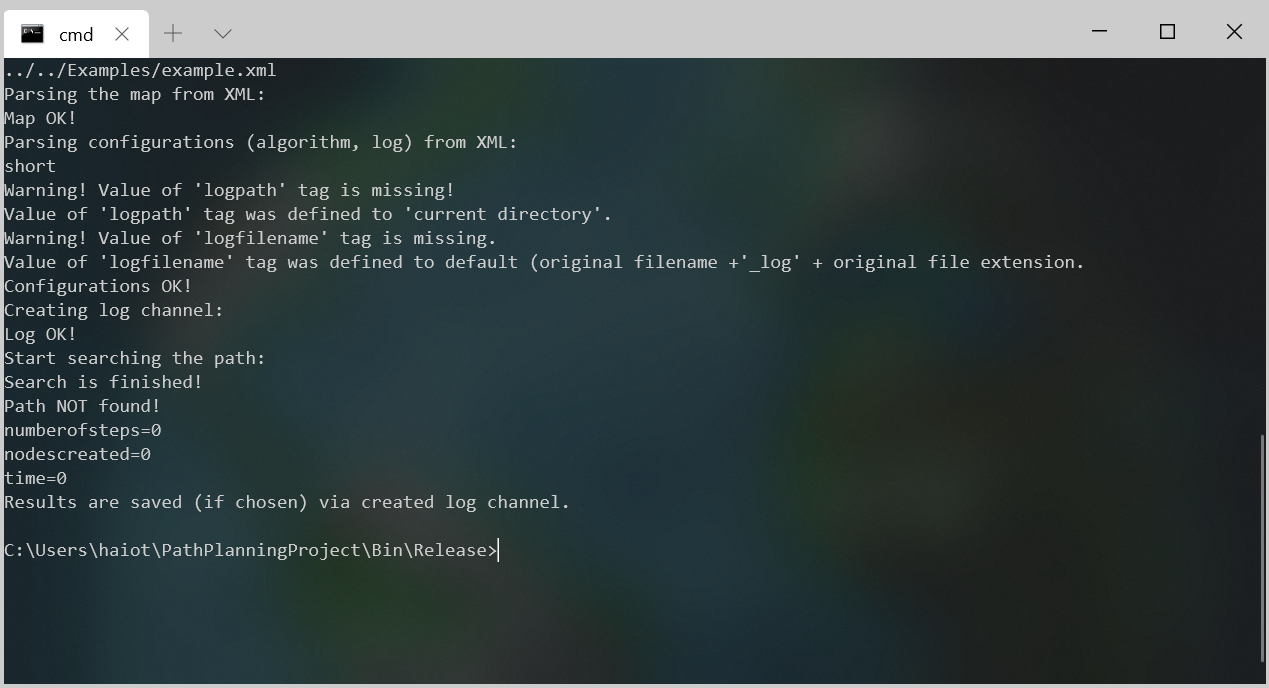 cmd
../../Examples/example.xml
Parsing the map from XML:
Map OK!
Parsing configurations (algorithm, log) from XML:
short
Warning! Value of 'logpath' tag is missing!
Value of 'logpath' tag was defined to 'current directory'.
Warning! Value of 'logfilename' tag is missing.
Value of 'logfilename' tag was defined to default (original filename +'_log' + original file extension.
Configurations OK!
Creating log channel:
Log OK!
Start searching the path:
Search is finished!
Path NOT found!
numberofsteps=0
nodescreated=0
time=0
Results are saved (if chosen) via created log channel.
C:\Users\haiot\PathPlanningProject\Bin\Release>